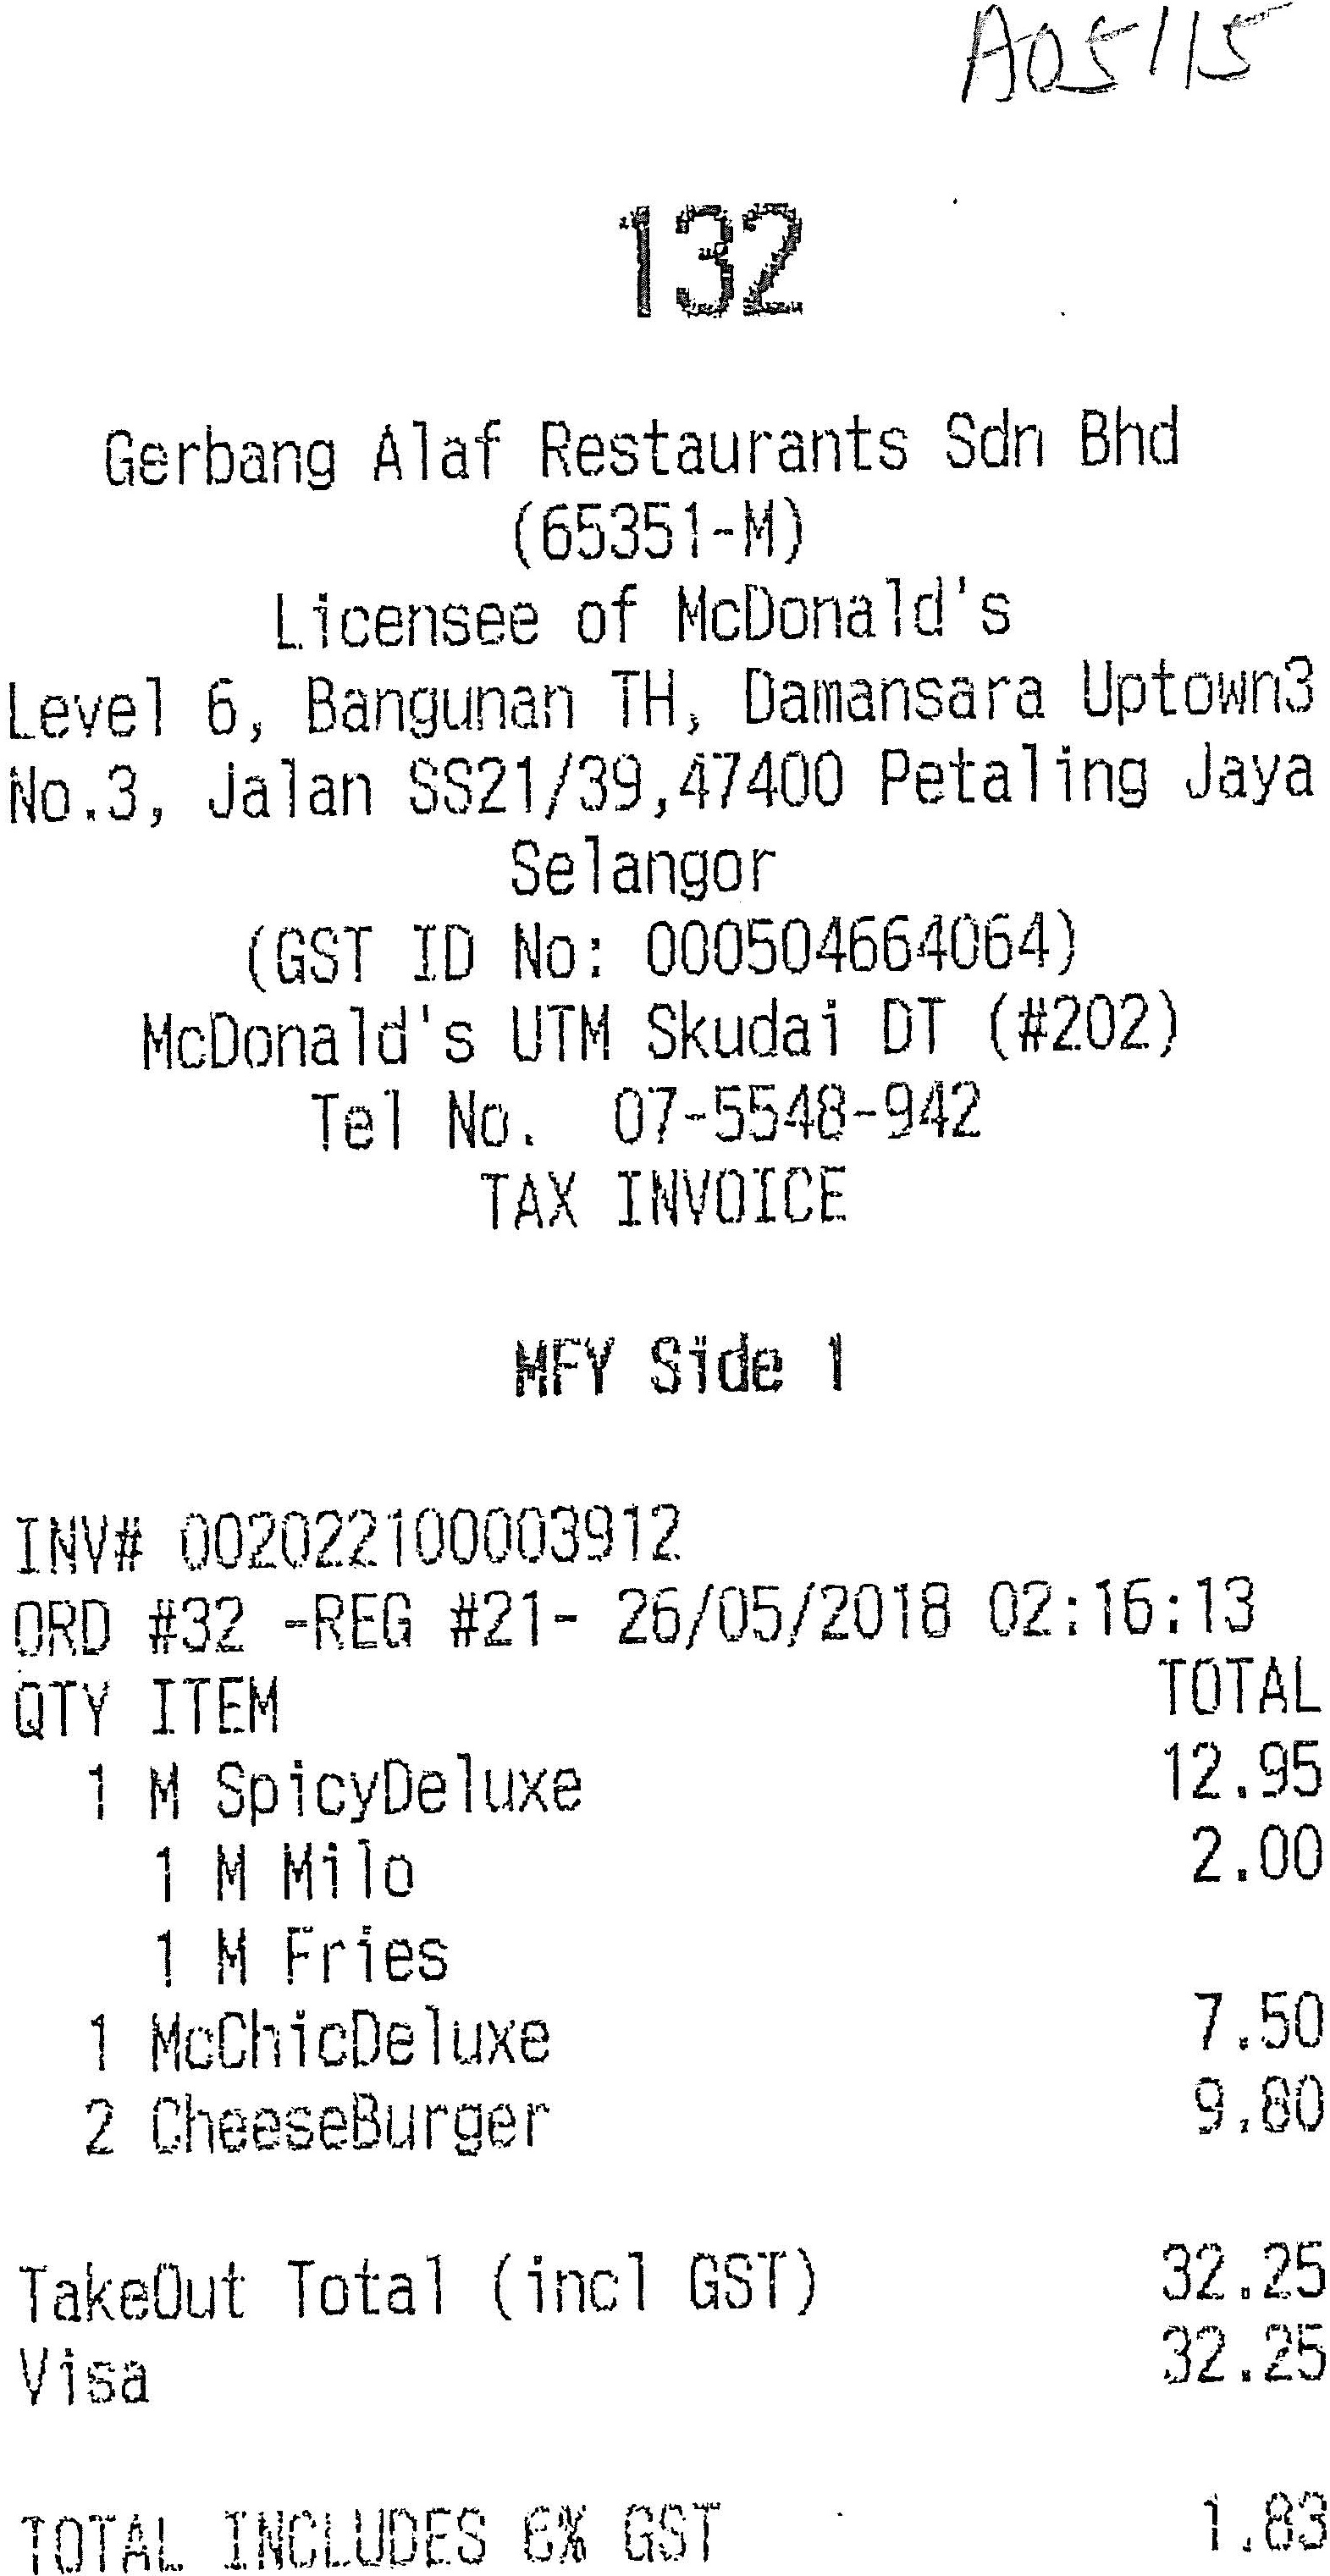 A05115
132
Gerbang Alaf Restaurants Sdn Bhd
(65351-M)
Licensee of McDonald's
Level 6, Bangunan TH, Damansara Uptown3
No.3, Jalan SS21/39,47400 Petaling Jaya
Selangor
(GST ID No: 000504664064)
McDonald's UTM Skudai DT (#202)
Tel No. 07-5548-942
TAX INVOICE
MFY Side 1
INV# 002022100003912
ORD #32 -REG #21- 26/05/2018 02:16:13
QTY ITEM TOTAL
1 M SpicyDeluxe 12.95
1 M Milo 2.00
1 M Fries
1 McChicDeluxe 7.50
2 CheeseBurger 9.80
TakeOut Total (incl GST) 32.25
Visa 32.25
TOTAL INCLUDES 6% GST 1.83